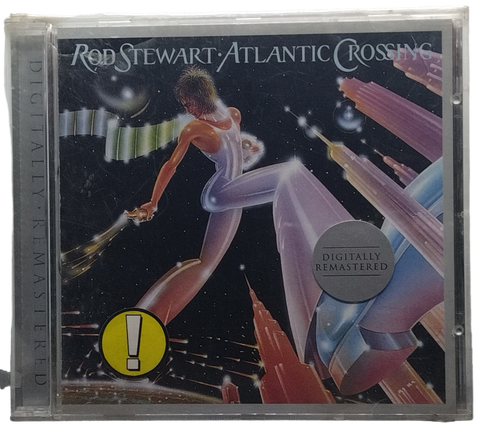 ROD STEWART · ATLANTIC CROSSING
DIGITALLY · REMASTERED
DIGITALLY
REMASTERED
!